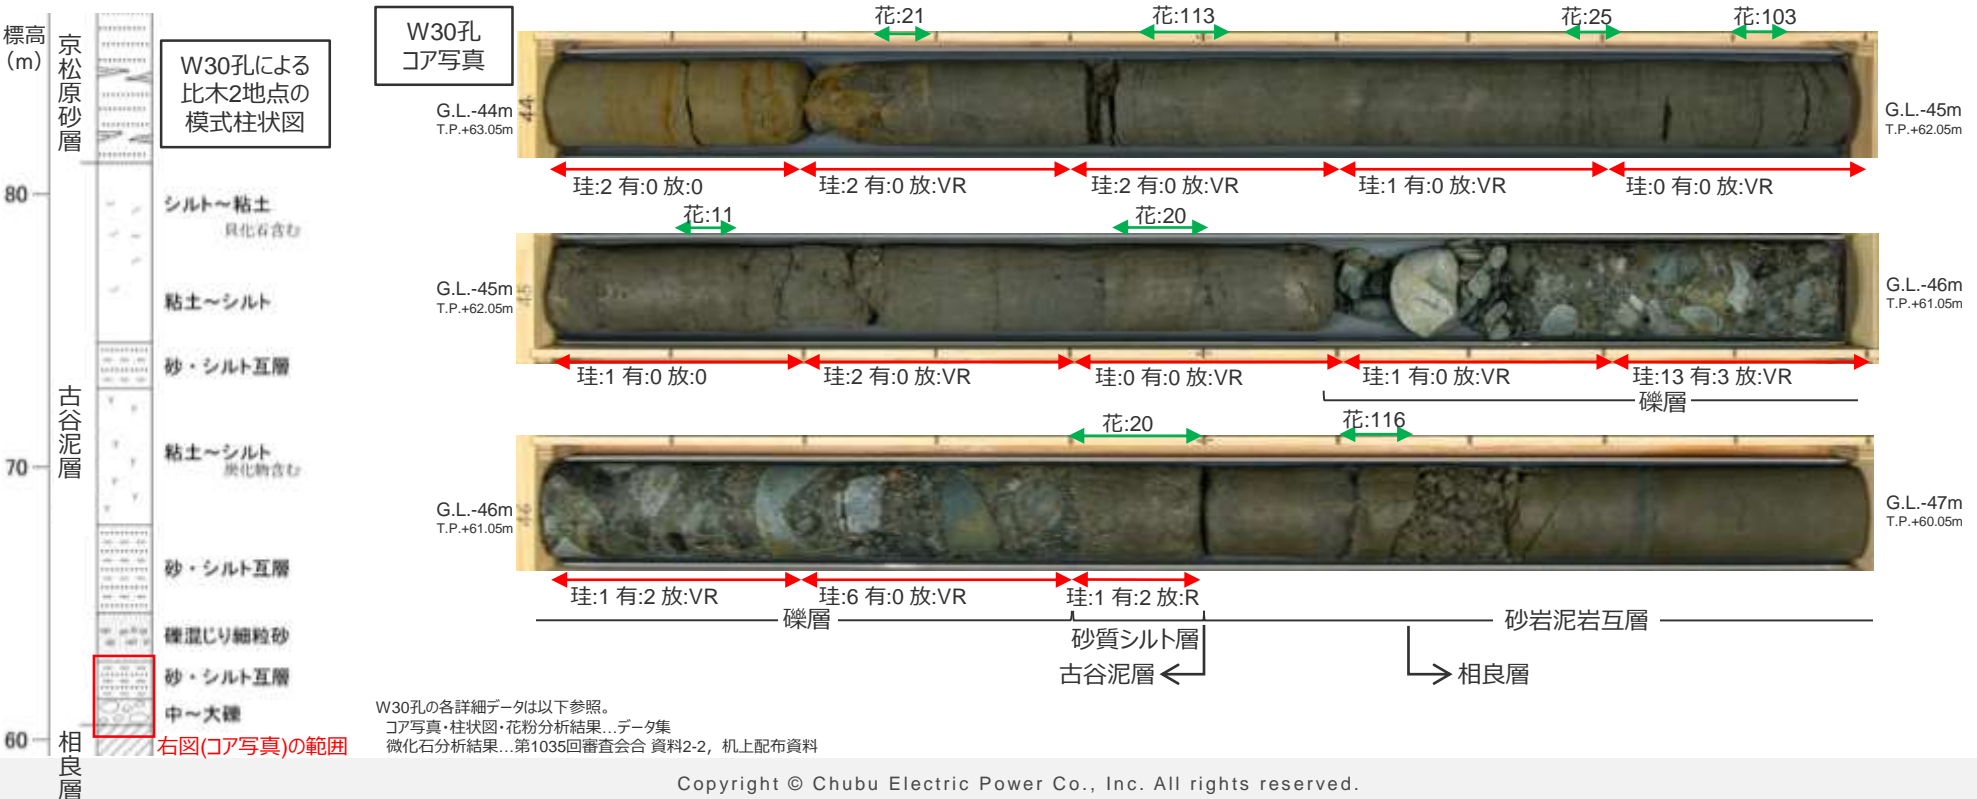 標高
(m)
京松原砂層
W30孔による
比木2地点の
模式柱状図
80
シルト～粘土
貝化石含む
粘土～シルト
砂・シルト互層
古谷泥層
粘土～シルト
炭化物含む
70
砂・シルト互層
礫混じり細粒砂
砂・シルト互層
中～大礫
60
相良層
右図(コア写真)の範囲
W30孔
コア写真
花:21 花:113 花:25 花:103
G.L.-44m
T.P.+63.05m
44
G.L.-45m
T.P.+62.05m
珪:2 有:0 放:0 珪:2 有:0 放:VR 珪:2 有:0 放:VR 珪:1 有:0 放:VR 珪:0 有:0 放:VR
花:11 花:20
G.L.-45m
T.P.+62.05m
45
G.L.-46m
T.P.+61.05m
珪:1 有:0 放:0 珪:2 有:0 放:VR 珪:0 有:0 放:VR 珪:1 有:0 放:VR 珪:13 有:3 放:VR
礫層
花:20 花:116
G.L.-46m
T.P.+61.05m
46
G.L.-47m
T.P.+60.05m
珪:1 有:2 放:VR 珪:6 有:0 放:VR 珪:1 有:2 放:R
礫層 砂質シルト層 砂岩泥岩互層
古谷泥層 相良層
W30孔の各詳細データは以下参照。
コア写真・柱状図・花粉分析結果…データ集
微化石分析結果…第1035回審査会合 資料2-2，机上配布資料
Copyright © Chubu Electric Power Co., Inc. All rights reserved.